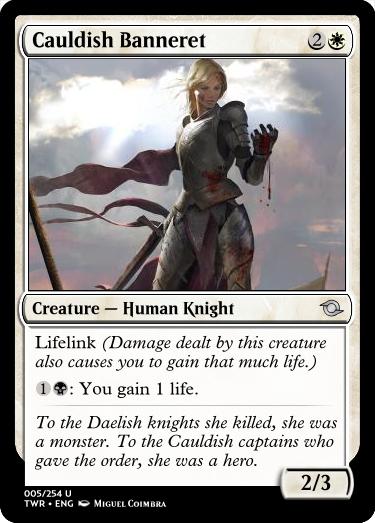 Cauldish Banneret 2
Creature — Human Knight
Lifelink (Damage dealt by this creature
also causes you to gain that much life.)
1: You gain 1 life.
To the Daelish knights she killed, she was
a monster. To the Cauldish captains who
gave the order, she was a hero.
2/3
005/254 U
TWR • ENG Miguel Coimbra